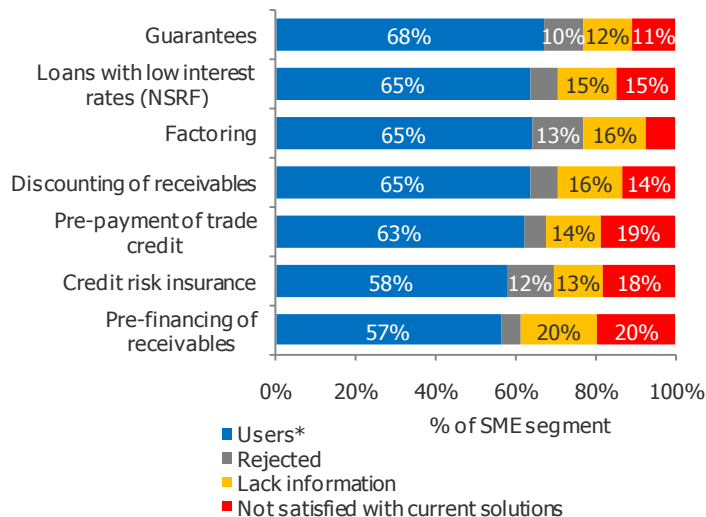 Guarantees
68% 10% 12% 11%
Loans with low interest
rates (NSRF)
65% 15% 15%
Factoring
65% 13% 16%
Discounting of receivables
65% 16% 14%
Pre-payment of trade
credit
63% 14% 19%
Credit risk insurance
58% 12% 13% 18%
Pre-financing of
receivables
57% 20% 20%
0% 20% 40% 60% 80% 100%
% of SME segment
Users*
Rejected
Lack information
Not satisfied with current solutions